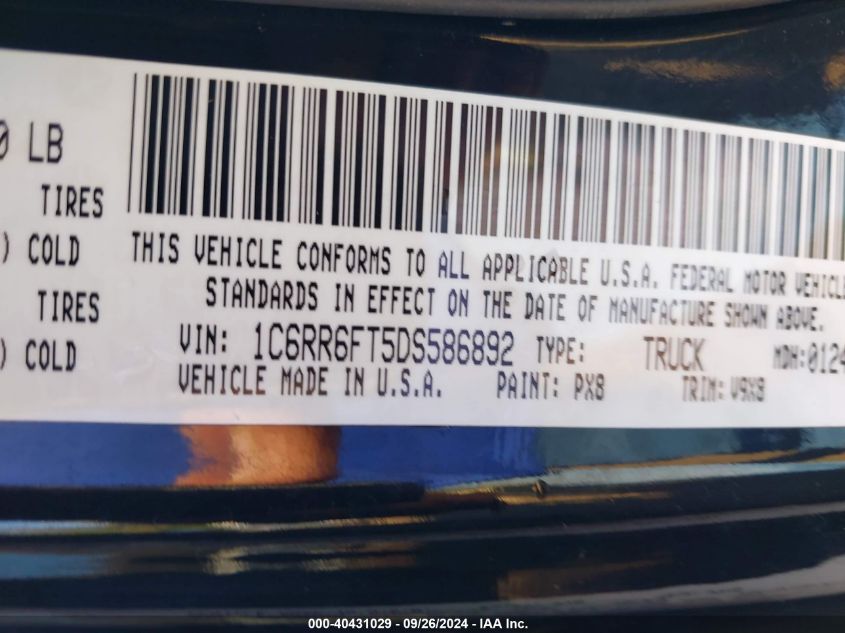 0 LB
TIRES
) COLD
TIRES
) COLD
THIS VEHICLE CONFORMS TO ALL APPLICABLE U.S.A. FEDERAL MOTOR VEHICLE
STANDARDS IN EFFECT ON THE DATE OF MANUFACTURE SHOWN ABOVE.
VIN: 1C6RR6FT5DS586892 TYPE: TRUCK MDH:0124
VEHICLE MADE IN U.S.A. PAINT: PX8 TRIM: V9X8
000-40431029 - 09/26/2024 - IAA Inc.